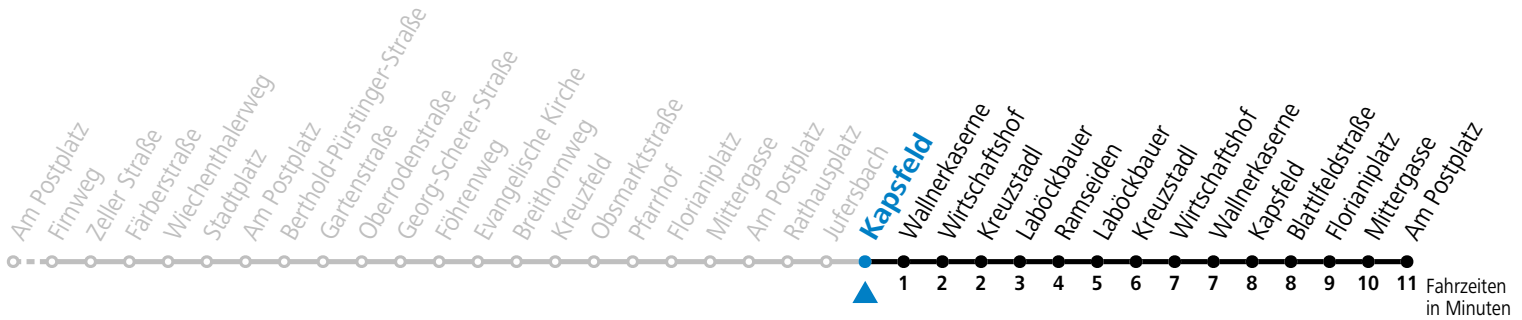 Am Postplatz
Firnweg
Zeller Straße
Färberstraße
Wiechenthalerweg
Stadtplatz
Am Postplatz
Berthold-Pürstinger-Straße
Gartenstraße
Oberrodenstraße
Georg-Scherer-Straße
Föhrenweg
Evangelische Kirche
Breithornweg
Kreuzfeld
Obsmarktstraße
Pfarrhof
Florianiplatz
Mittergasse
Am Postplatz
Rathausplatz
Jufersbach
Kapsfeld
Wallnerkaserne
Wirtschaftshof
Kreuzstadl
Laböckbauer
Ramseiden
Laböckbauer
Kreuzstadl
Wirtschaftshof
Wallnerkaserne
Kapsfeld
Blattlfeldstraße
Florianiplatz
Mittergasse
Am Postplatz
1 2 2 3 4 5 6 7 7 8 8 9 10 11 Fahrzeiten
in Minuten